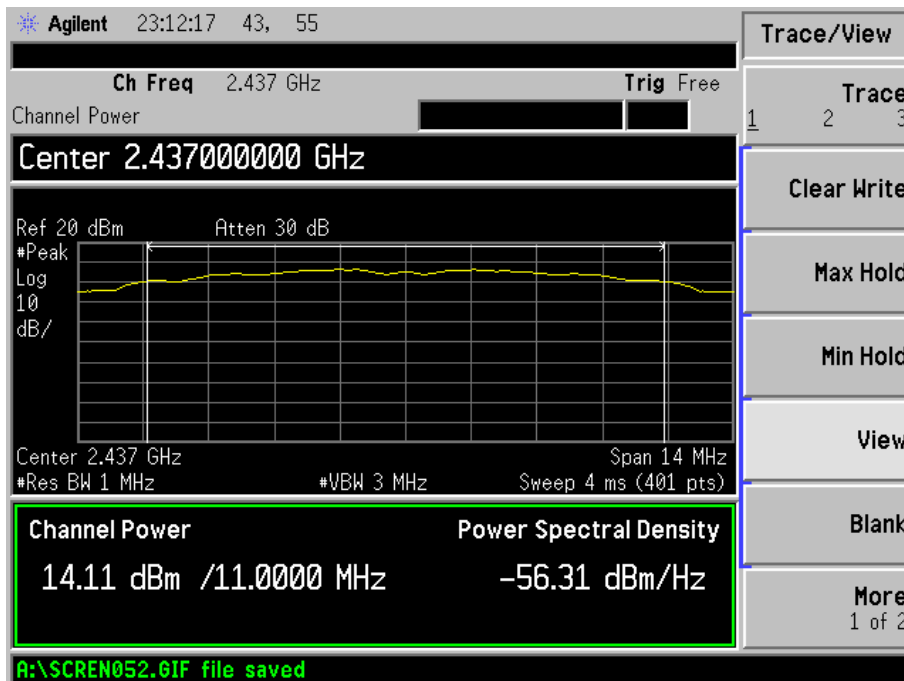 Agilent 23:12:17 43, 55
Trace/View
Ch Freq 2.437 GHz Trig Free
Channel Power
Trace
1 2 3
Center 2.437000000 GHz
Clear Write
Ref 20 dBm Atten 30 dB
#Peak
Log
10
dB/
Max Hold
Min Hold
View
Center 2.437 GHz Span 14 MHz
#Res BW 1 MHz #VBW 3 MHz Sweep 4 ms (401 pts)
Channel Power Power Spectral Density
14.11 dBm /11.0000 MHz -56.31 dBm/Hz
Blank
More
1 of 2
A:\SCREN052.GIF file saved